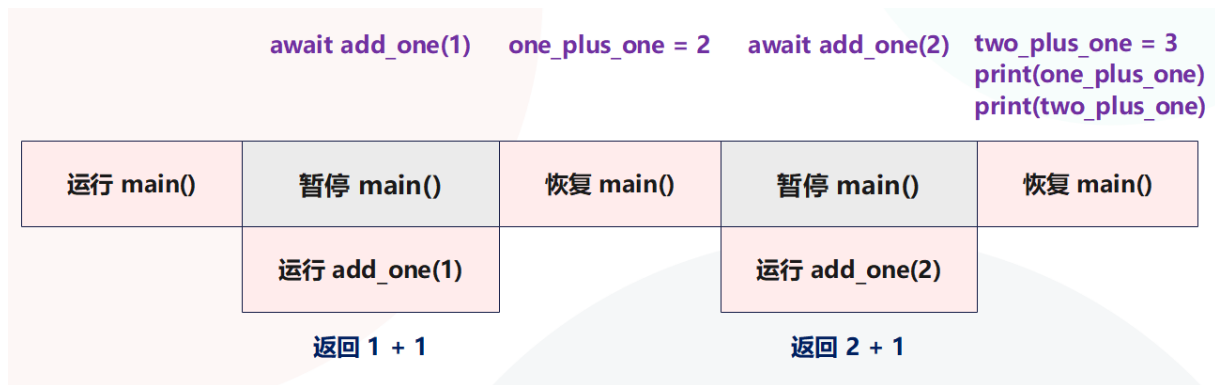 await add_one(1)
one_plus_one = 2
await add_one(2)
two_plus_one = 3
print(one_plus_one)
print(two_plus_one)
运行 main()
暂停 main()
恢复 main()
暂停 main()
恢复 main()
运行 add_one(1)
运行 add_one(2)
返回 1 + 1
返回 2 + 1